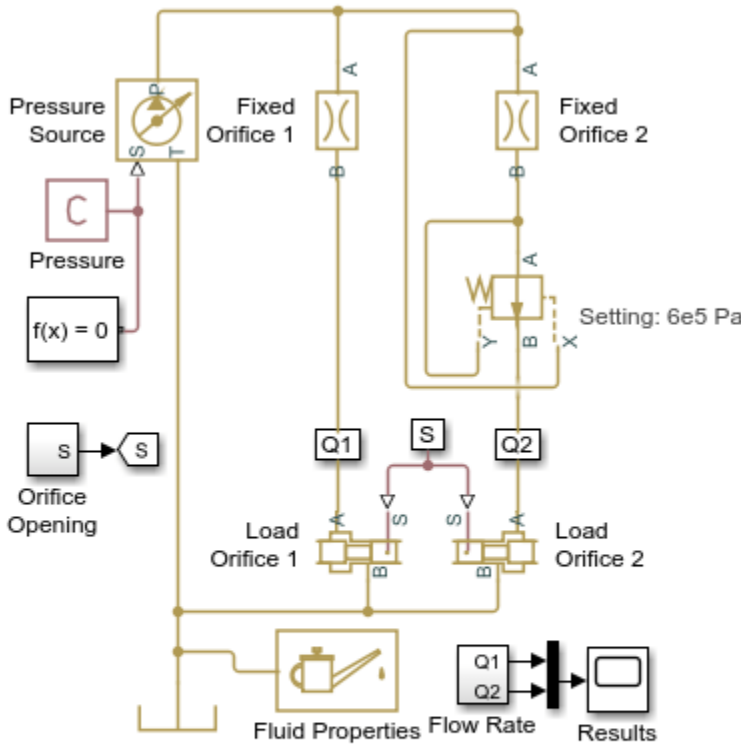 P
S
T
Pressure
Source
A
Fixed
Orifice 1
B
A
Fixed
Orifice 2
B
C
Pressure
f(x) = 0
A
Y
B
X
Setting: 6e5 Pa
S
S
Orifice
Opening
Q1
S
Q2
A
S
Load
Orifice 1
B
S
A
Load
Orifice 2
B
Fluid Properties
Q1
Q2
Flow Rate
Results